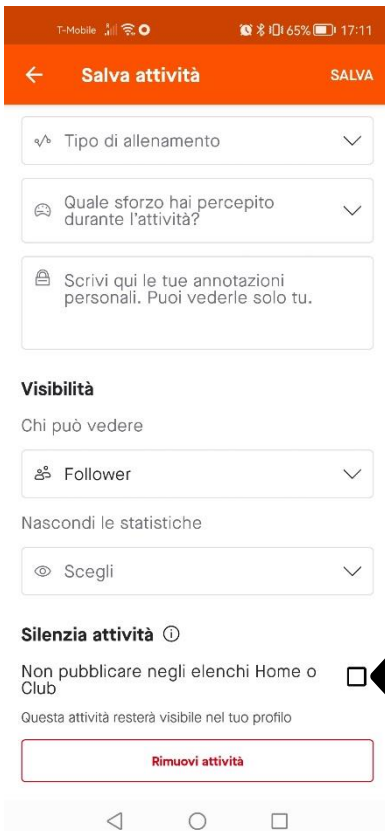 T-Mobile 65% 17:11
Salva attività SALVA
Tipo di allenamento
Quale sforzo hai percepito
durante l'attività?
Scrivi qui le tue annotazioni
personali. Puoi vederle solo tu.
Visibilità
Chi può vedere
Follower
Nascondi le statistiche
Scegli
Silenzia attività
Non pubblicare negli elenchi Home o
Club
Questa attività resterà visibile nel tuo profilo
Rimuovi attività